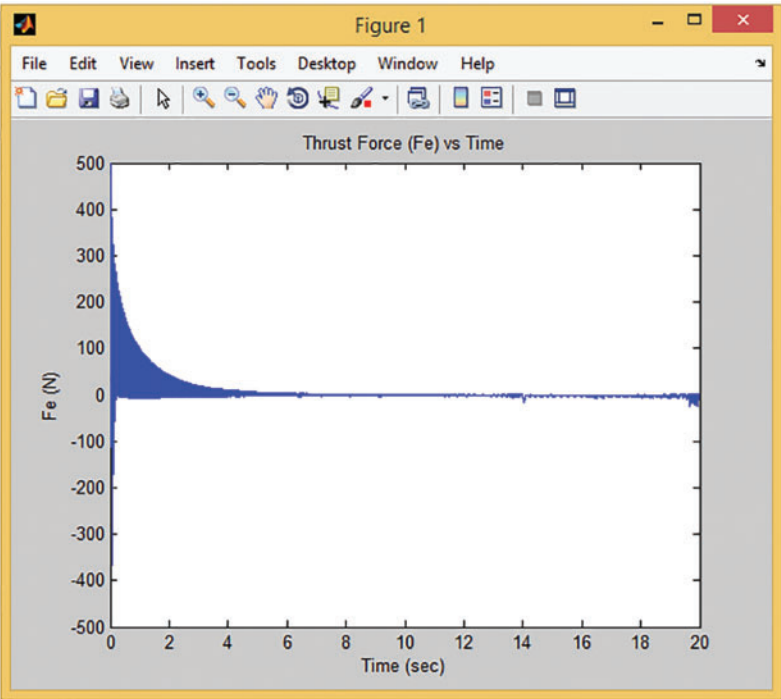 Figure 1
File Edit View Insert Tools Desktop Window Help
Thrust Force (Fe) vs Time
Fe (N)
500
400
300
200
100
0
-100
-200
-300
-400
-500
0 2 4 6 8 10 12 14 16 18 20
Time (sec)